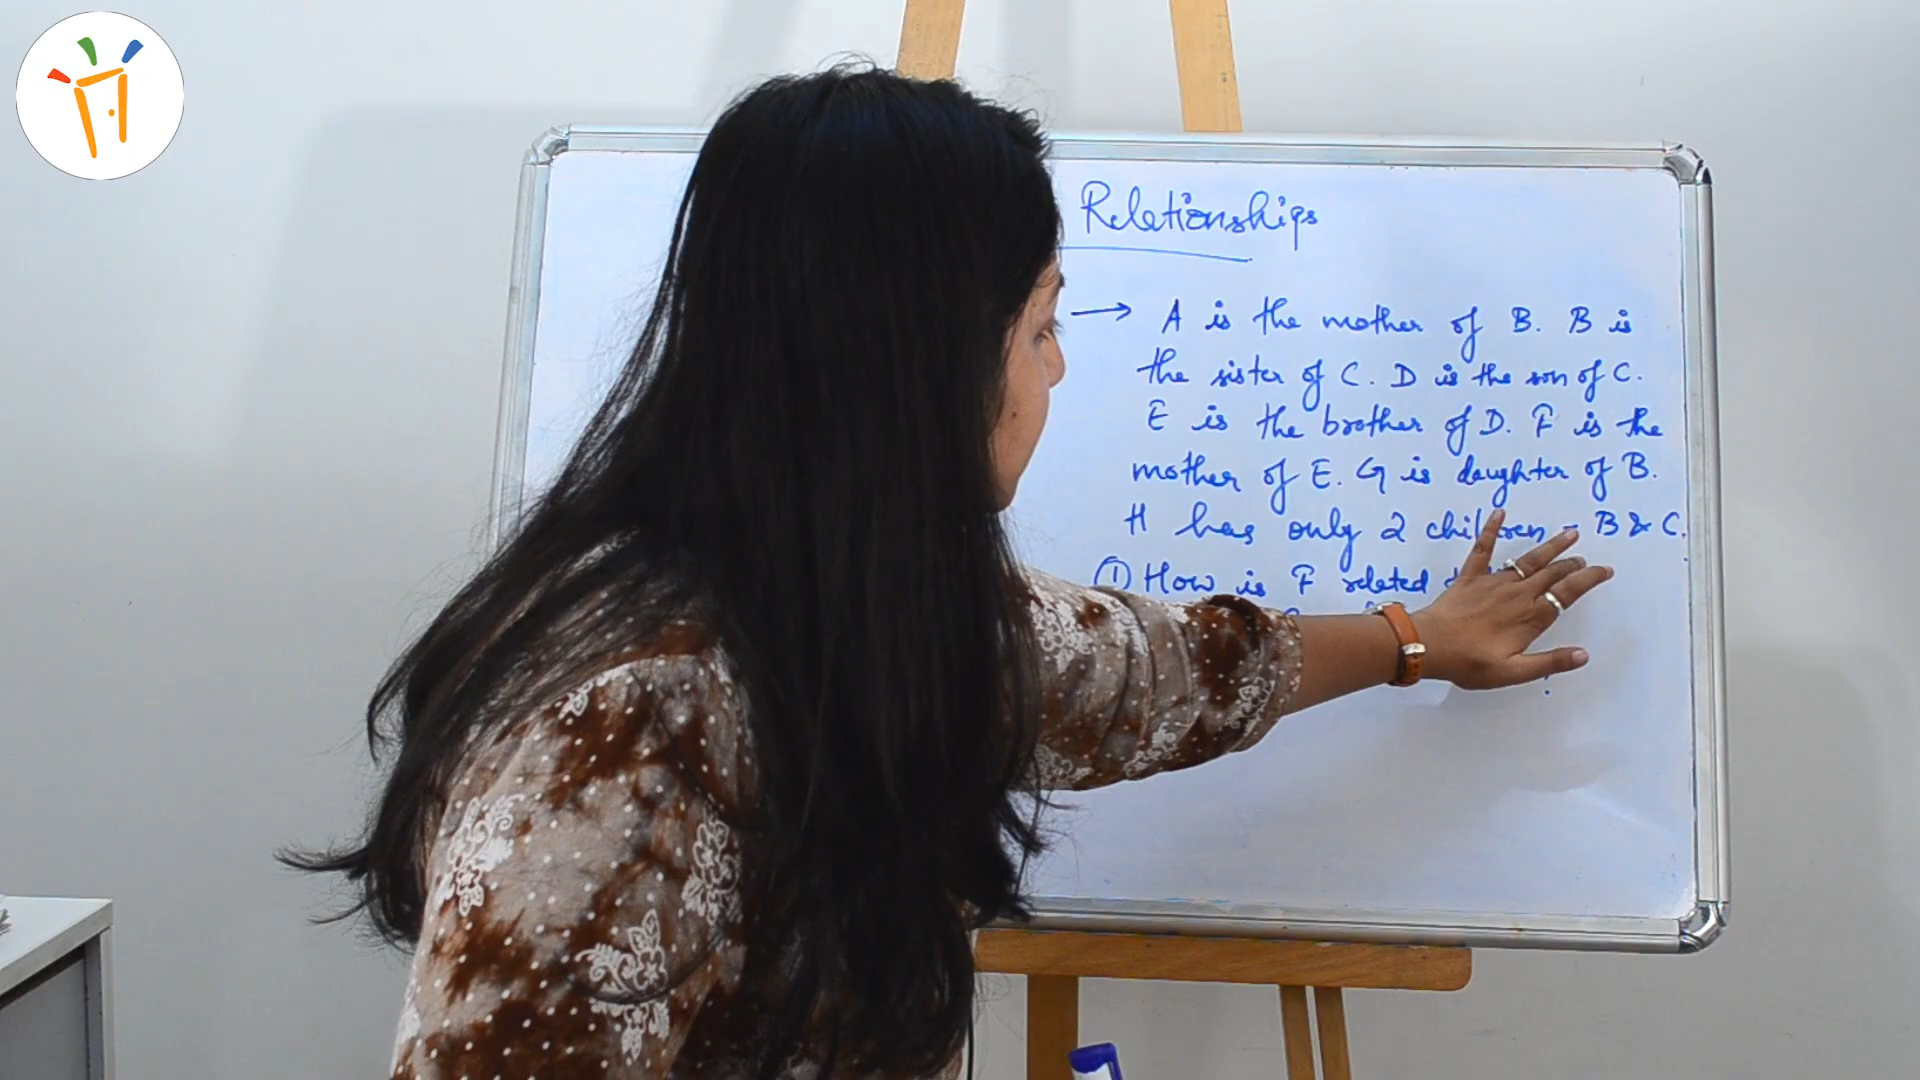 Relationships
→ A is the mother of B. B is
the sister of C. D is the son of C.
E is the brother of D. F is the
mother of E. G is daughter of B.
H has only 2 children - B & C.
① How is F related